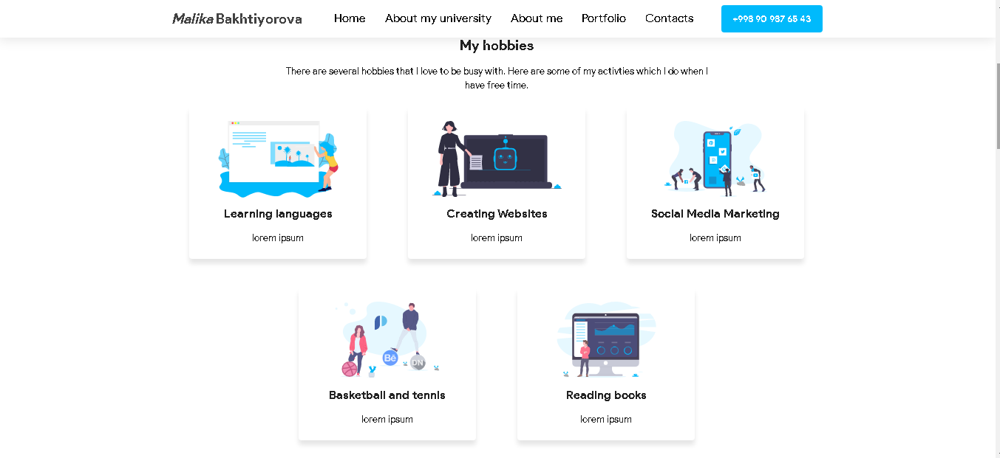 Malika Bakhtiyorova Home About my university About me Portfolio Contacts +998 90 987 65 43
My hobbies
There are several hobbies that I love to be busy with. Here are some of my activties which I do when I
have free time.
Learning languages
lorem ipsum
Creating Websites
lorem ipsum
Social Media Marketing
lorem ipsum
Bē
DN
Basketball and tennis
lorem ipsum
Reading books
lorem ipsum